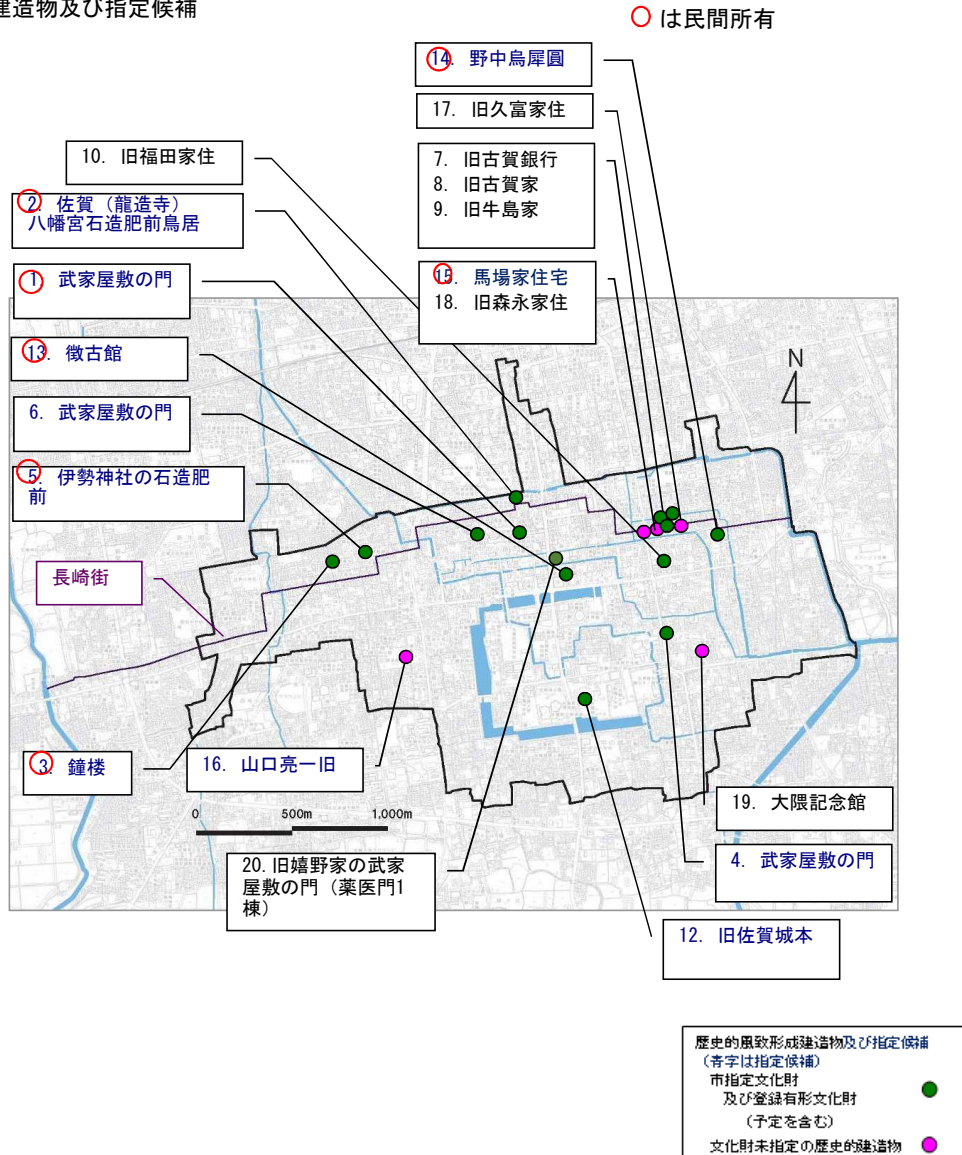 建造物及び指定候補
○ は民間所有
14. 野中烏犀圓
17. 旧久富家住
10. 旧福田家住
7. 旧古賀銀行
8. 旧古賀家
9. 旧牛島家
2. 佐賀（龍造寺）
八幡宮石造肥前鳥居
1. 武家屋敷の門
15. 馬場家住宅
18. 旧森永家住
13. 徴古館
6. 武家屋敷の門
5. 伊勢神社の石造肥
前
N
長崎街
3. 鐘楼
16. 山口亮一旧
0 500m 1,000m
19. 大隈記念館
20. 旧嬉野家の武家
屋敷の門（薬医門1
棟）
4. 武家屋敷の門
12. 旧佐賀城本
歴史的風致形成建造物及び指定候補
（青字は指定候補）
市指定文化財
及び登録有形文化財
（予定を含む）
文化財未指定の歴史的建造物